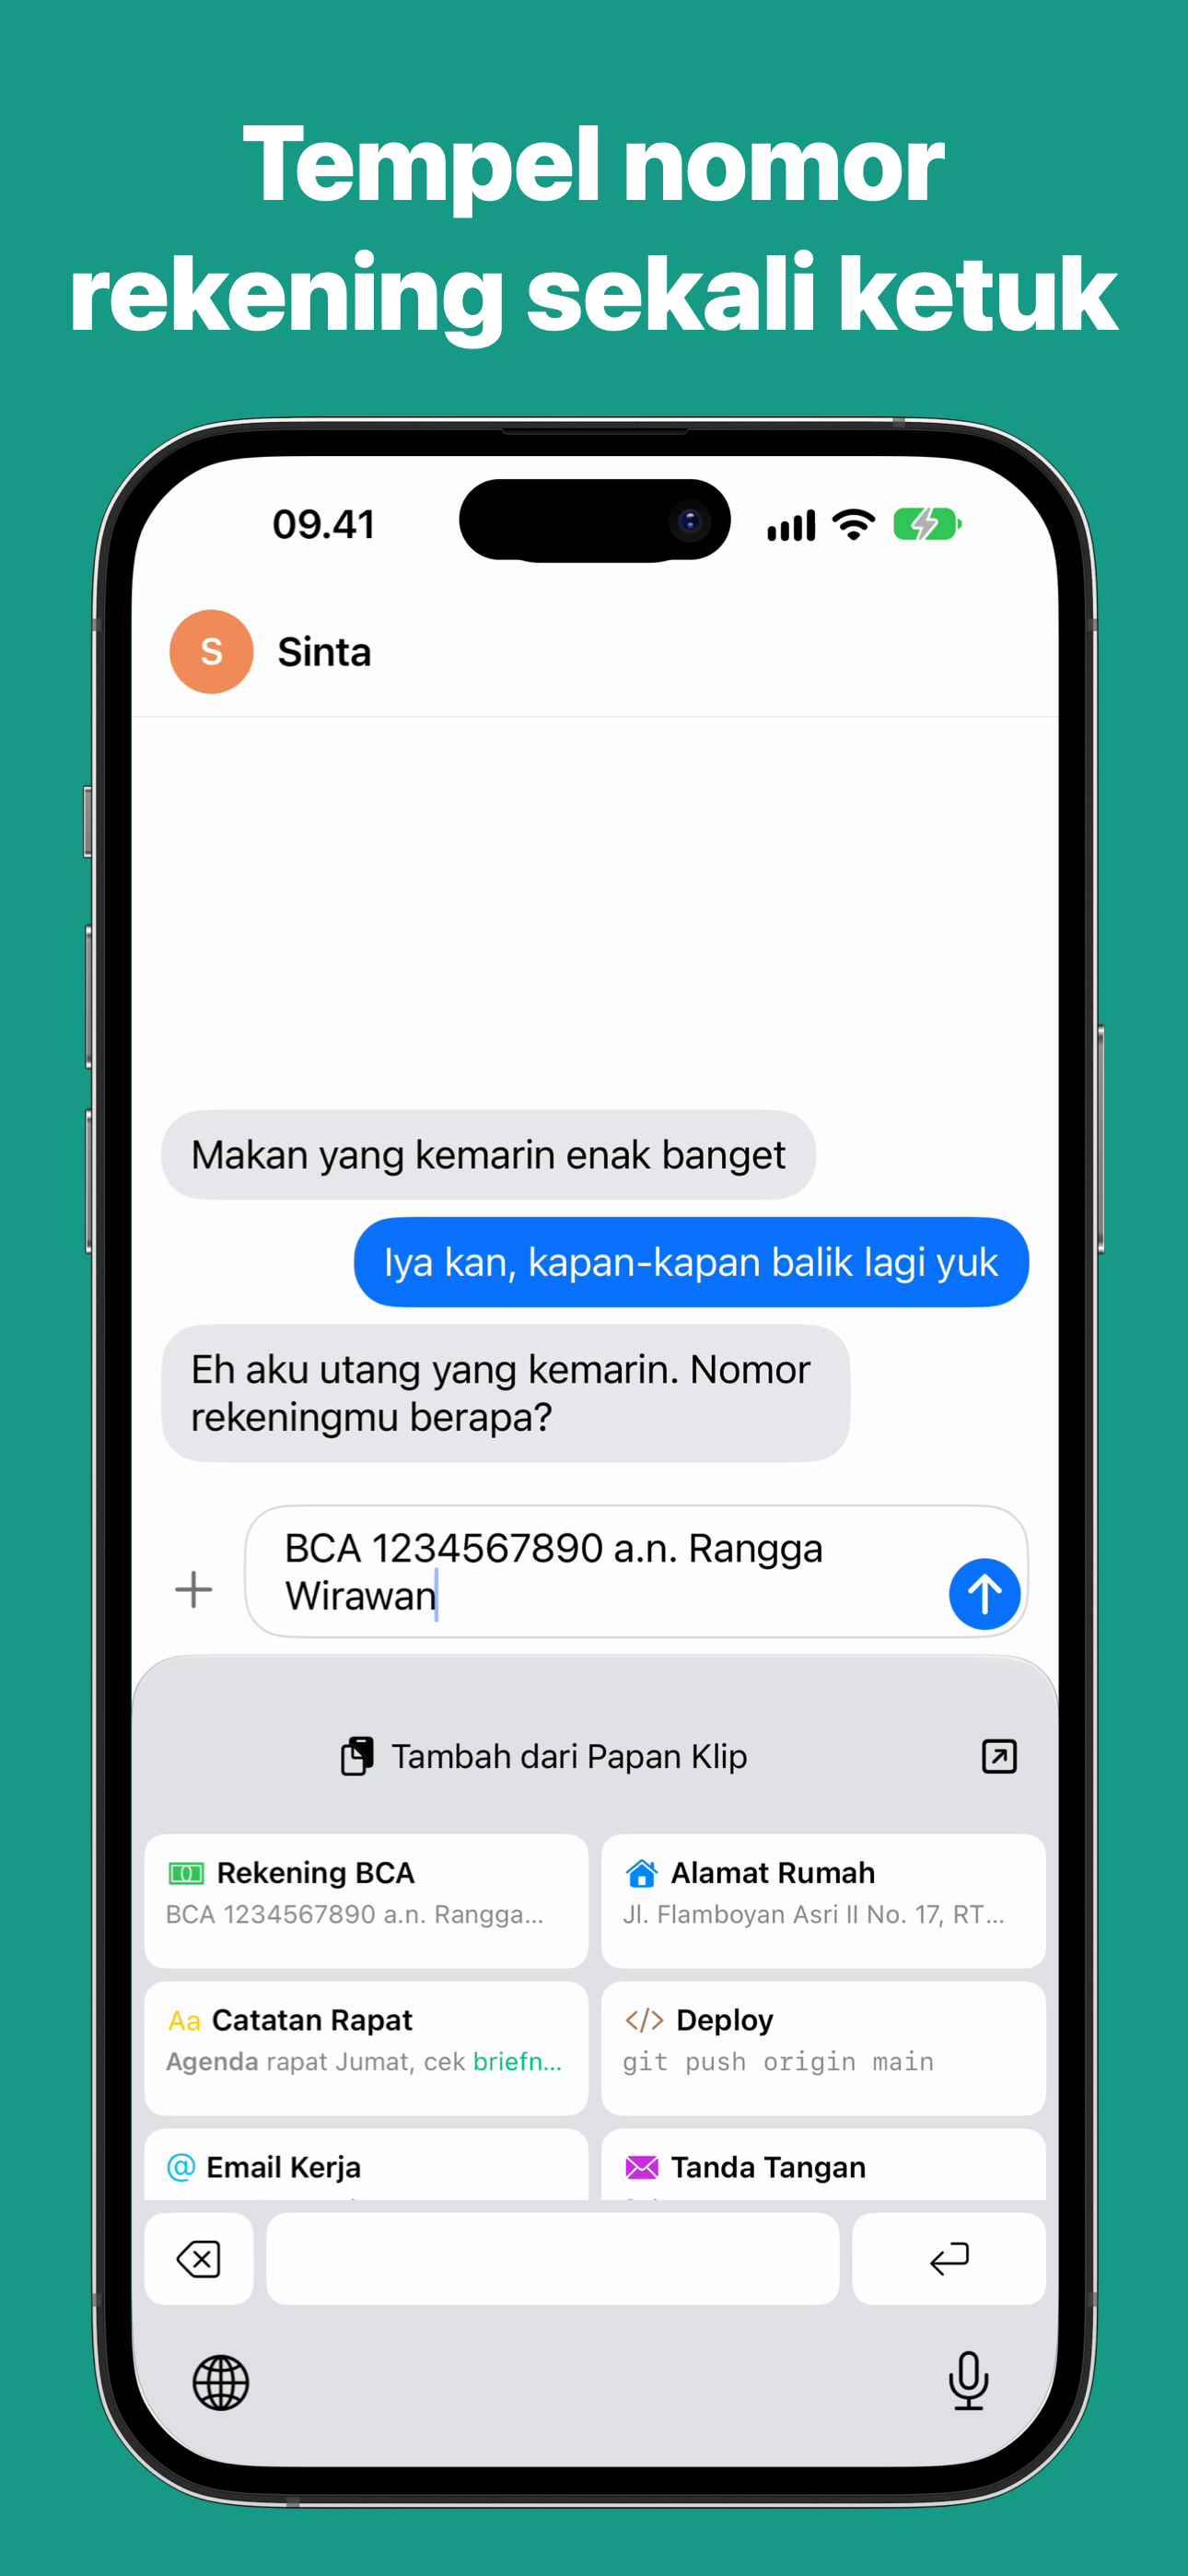 Tempel nomor
rekening sekali ketuk
09.41
S
Sinta
Makan yang kemarin enak banget
Iya kan, kapan-kapan balik lagi yuk
Eh aku utang yang kemarin. Nomor
rekeningmu berapa?
BCA 1234567890 a.n. Rangga
Wirawan
Tambah dari Papan Klip
Rekening BCA
BCA 1234567890 a.n. Rangga...
Alamat Rumah
Jl. Flamboyan Asri II No. 17, RT...
Aa Catatan Rapat
Agenda rapat Jumat, cek briefn...
</> Deploy
git push origin main
@ Email Kerja
Tanda Tangan